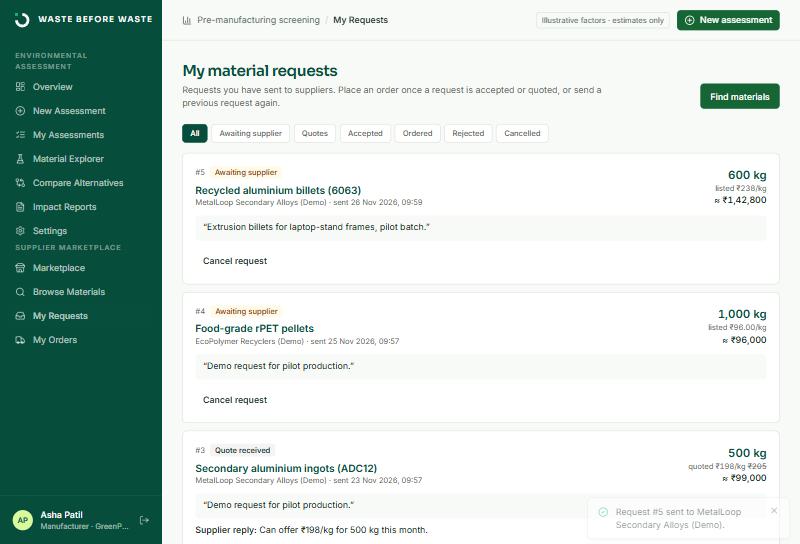 WASTE BEFORE WASTE
ENVIRONMENTAL
ASSESSMENT
Overview
New Assessment
My Assessments
Material Explorer
Compare Alternatives
Impact Reports
Settings
SUPPLIER MARKETPLACE
Marketplace
Browse Materials
My Requests
My Orders
AP
Asha Patil
Manufacturer · GreenP...
Pre-manufacturing screening / My Requests
Illustrative factors · estimates only
New assessment
My material requests
Requests you have sent to suppliers. Place an order once a request is accepted or quoted, or send a
previous request again.
Find materials
All
Awaiting supplier
Quotes
Accepted
Ordered
Rejected
Cancelled
#5 Awaiting supplier
600 kg
Recycled aluminium billets (6063)
listed ₹238/kg
MetalLoop Secondary Alloys (Demo) · sent 26 Nov 2026, 09:59
≈ ₹1,42,800
“Extrusion billets for laptop-stand frames, pilot batch.”
Cancel request
#4 Awaiting supplier
1,000 kg
Food-grade rPET pellets
listed ₹96.00/kg
EcoPolymer Recyclers (Demo) · sent 25 Nov 2026, 09:57
≈ ₹96,000
“Demo request for pilot production.”
Cancel request
#3 Quote received
500 kg
Secondary aluminium ingots (ADC12)
quoted ₹198/kg ₹205
MetalLoop Secondary Alloys (Demo) · sent 23 Nov 2026, 09:57
≈ ₹99,000
“Demo request for pilot production.”
Supplier reply: Can offer ₹198/kg for 500 kg this month.
Request #5 sent to MetalLoop
Secondary Alloys (Demo).